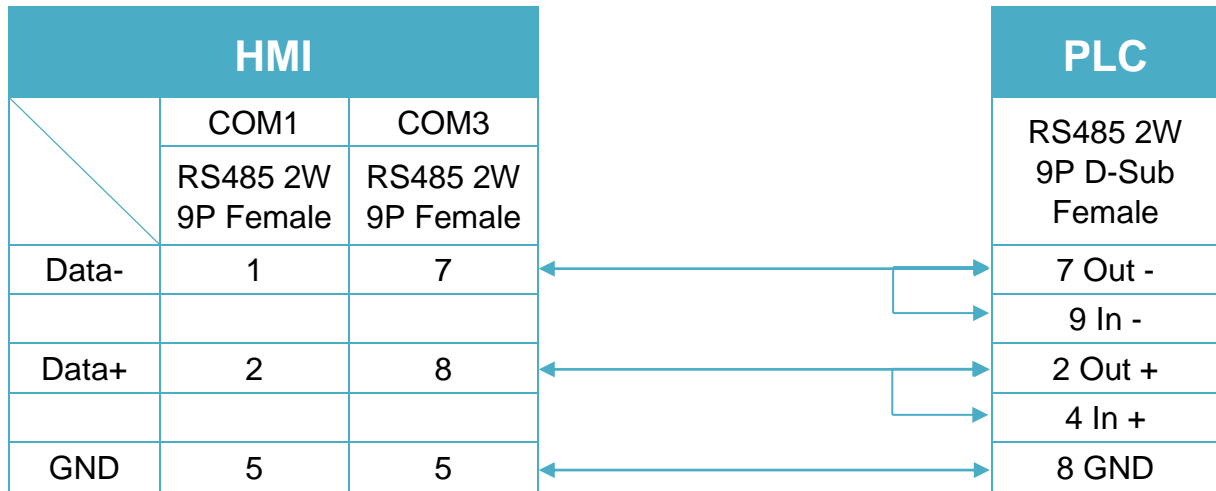 HMI PLC
COM1 COM3
RS485 2W 9P D-Sub Female
RS485 2W RS485 2W
9P Female 9P Female
Data- 1 7 7 Out -
9 In -
Data+ 2 8 2 Out +
4 In +
GND 5 5 8 GND